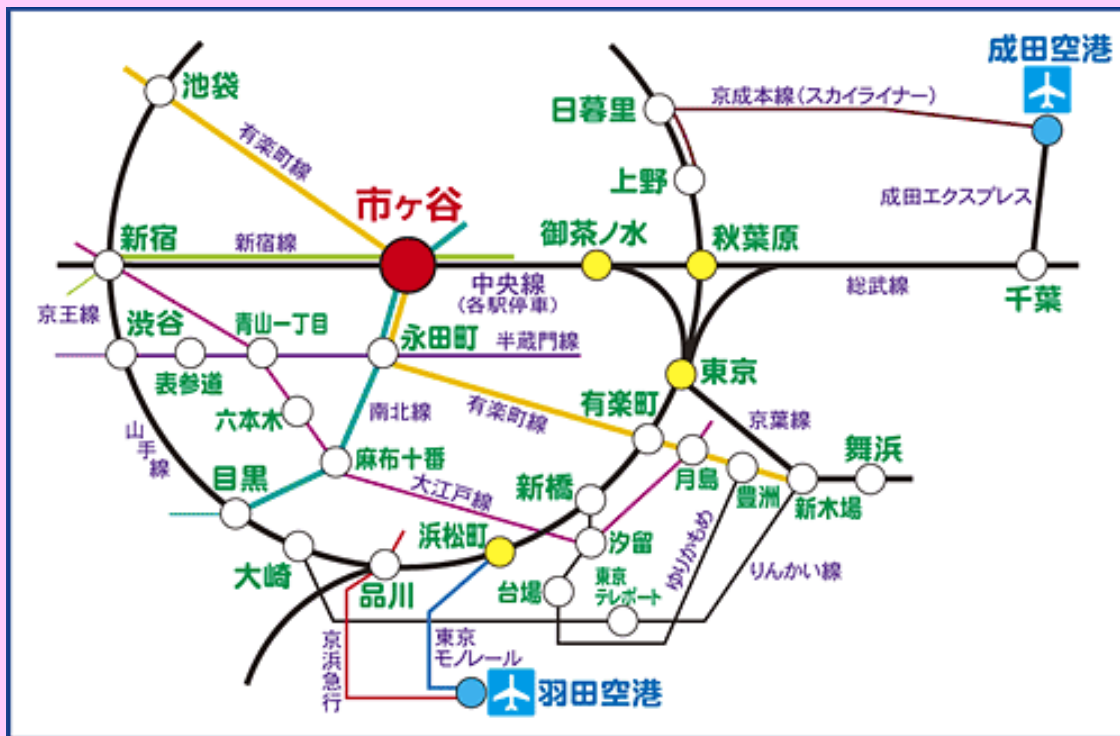 成田空港
池袋
日暮里
京成本線(スカイライナー)
有楽町線
上野
成田エクスプレス
市ヶ谷
新宿
新宿線
御茶ノ水
秋葉原
中央線
(各駅停車)
総武線
千葉
京王線
渋谷
青山一丁目
永田町
半蔵門線
東京
表参道
有楽町線
有楽町
京葉線
六本木
南北線
山手線
麻布十番
舞浜
目黒
大江戸線
新橋
月島
豊洲
新木場
浜松町
汐留
ゆりかもめ
りんかい線
大崎
品川
台場
東京
テレポート
京浜急行
東京
モノレール
羽田空港